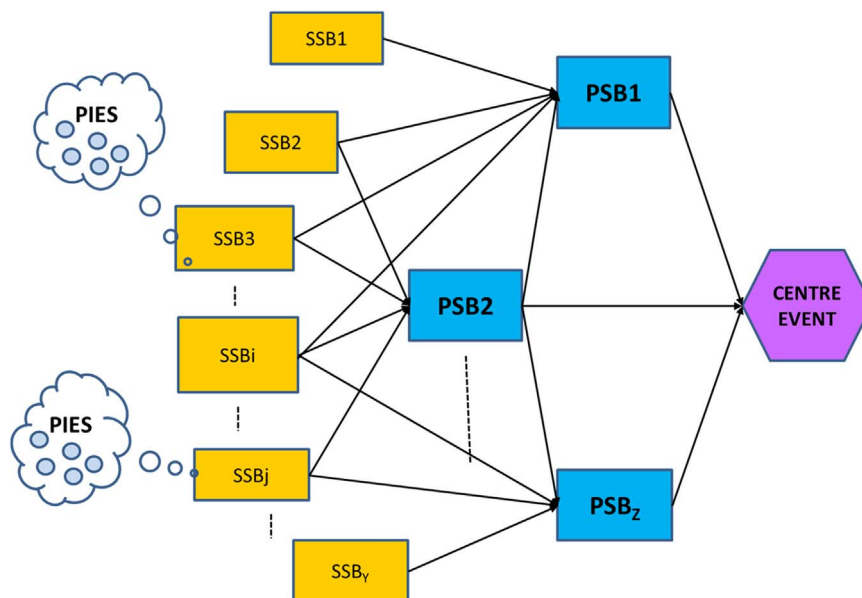 SSB1
PSB1
PIES
SSB2
SSB3
PSB2
CENTRE
EVENT
SSBi
PIES
SSBj
PSBZ
SSBY